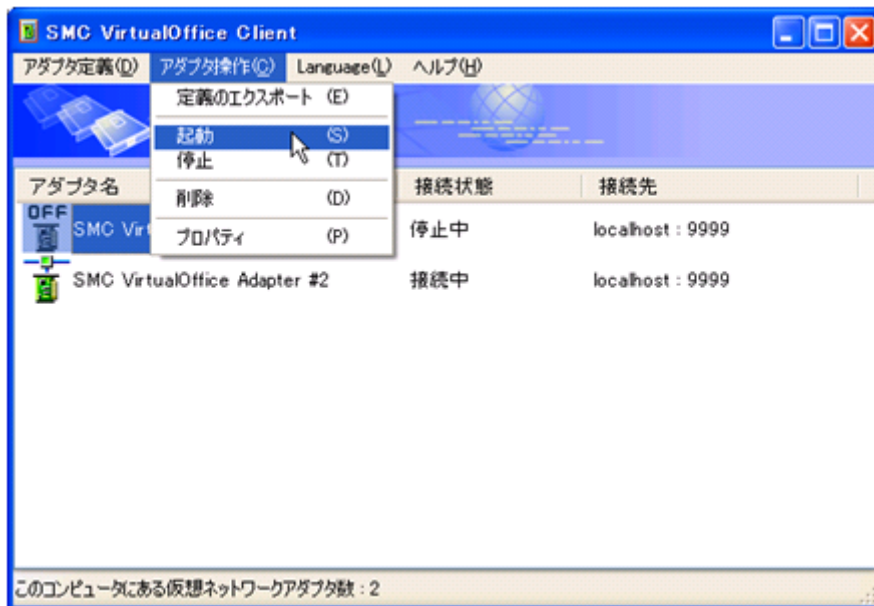 SMC VirtualOffice Client
アダプタ定義(D) アダプタ操作(C) Language(L) ヘルプ(H)
定義のエクスポート (E)
起動 (S)
停止 (T)
削除 (D)
プロパティ (P)
アダプタ名 接続状態 接続先
OFF
SMC Virt 停止中 localhost : 9999
SMC VirtualOffice Adapter #2 接続中 localhost : 9999
このコンピュータにある仮想ネットワークアダプタ数 : 2